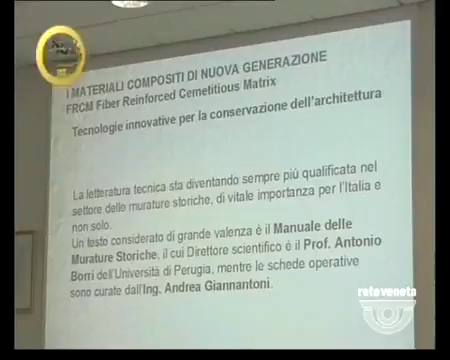 I MATERIALI COMPOSITI DI NUOVA GENERAZIONE
FRCM Fiber Reinforced Cemetitious Matrix
Tecnologie innovative per la conservazione dell'architettura
La letteratura tecnica sta diventando sempre più qualificata nel
settore delle murature storiche, di vitale importanza per l'Italia e
non solo.
Un testo considerato di grande valenza è il Manuale delle
Murature Storiche, il cui Direttore scientifico è il Prof. Antonio
Borri dell'Università di Perugia, mentre le schede operative
sono curate dall'Ing. Andrea Giannantoni.
reteveneta